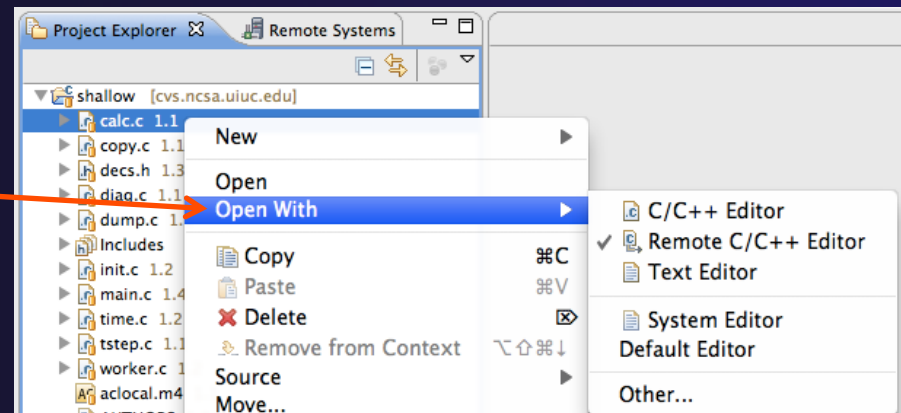 Project Explorer
Remote Systems
shallow [cvs.ncsa.uiuc.edu]
calc.c 1.1
copy.c 1.1
decs.h 1.3
diag.c 1.1
dump.c 1.
Includes
init.c 1.2
main.c 1.4
time.c 1.2
tstep.c 1.1
worker.c 1
aclocal.m4
New
Open
Open With
Copy ⌘C
Paste ⌘V
Delete ⌦
Remove from Context ⌥⇧⌘↓
Source
Move...
C/C++ Editor
✓ Remote C/C++ Editor
Text Editor
System Editor
Default Editor
Other...